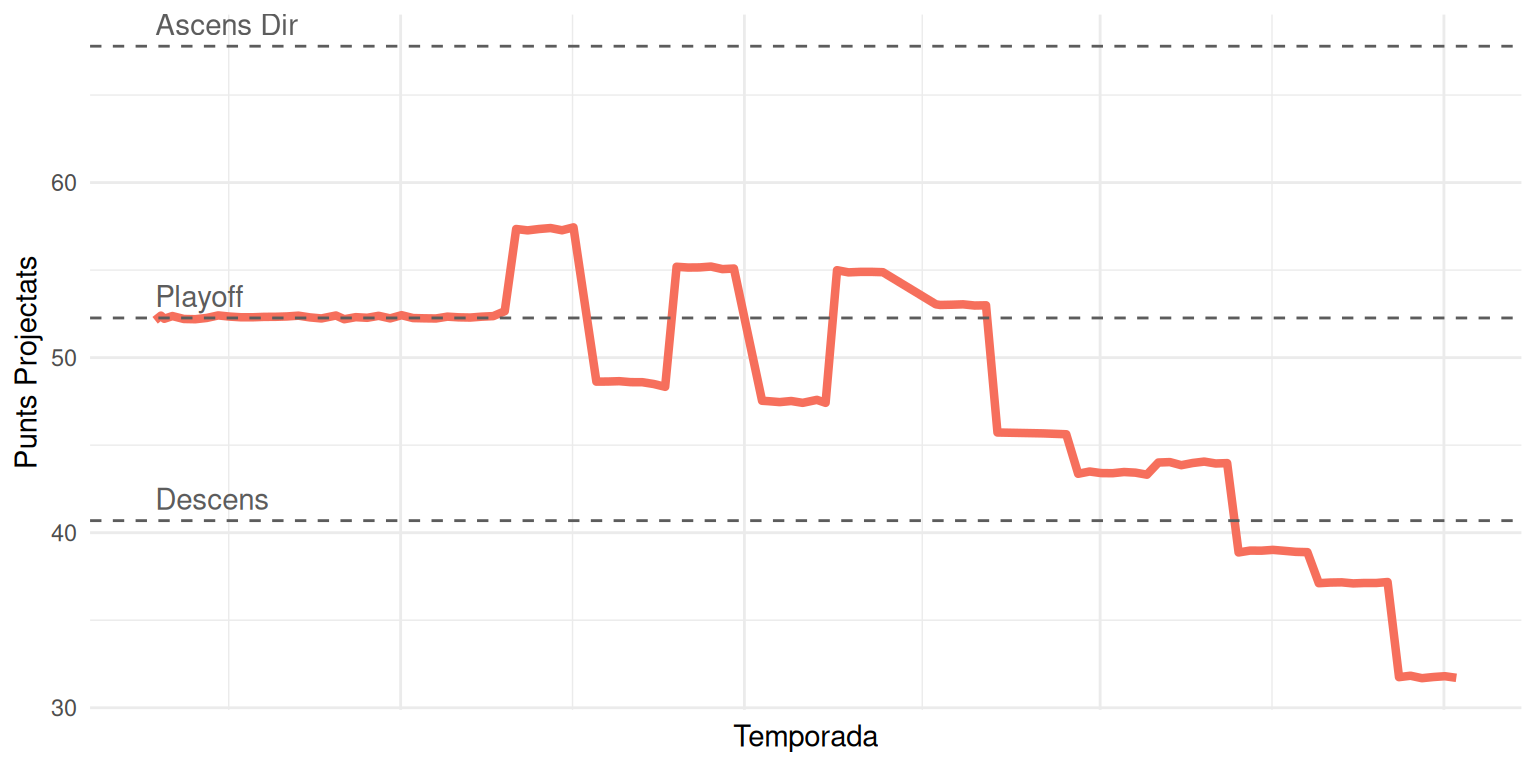 Ascens Dir
60
Playoff
50
Descens
40
30
Punts Projectats
Temporada